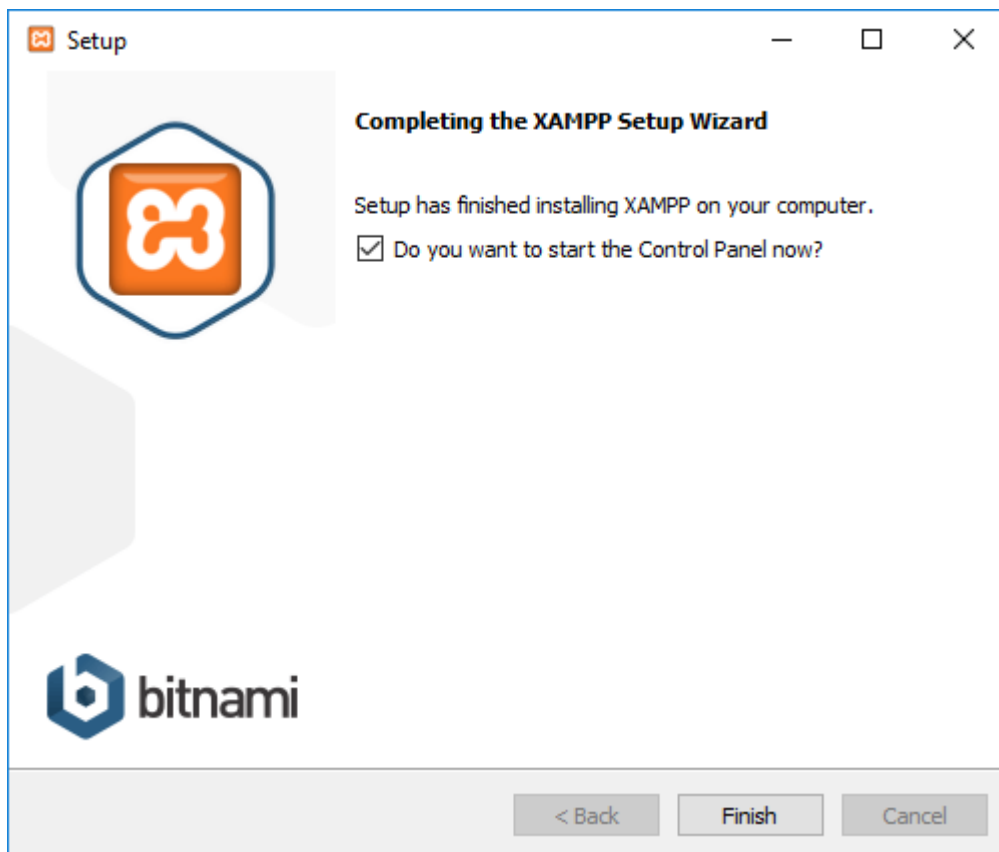 Setup
Completing the XAMPP Setup Wizard
Setup has finished installing XAMPP on your computer.
Do you want to start the Control Panel now?
bitnami
< Back
Finish
Cancel